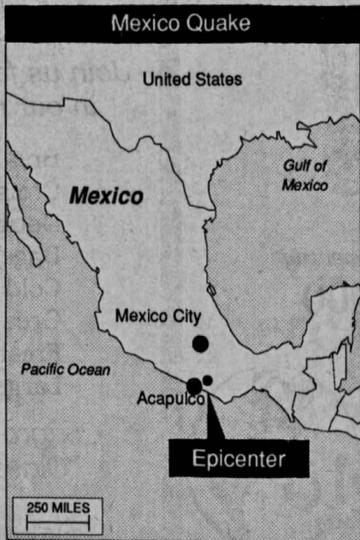 Mexico Quake
United States
Gulf of
Mexico
Mexico
Mexico City
Pacific Ocean
Acapulco
Epicenter
250 MILES